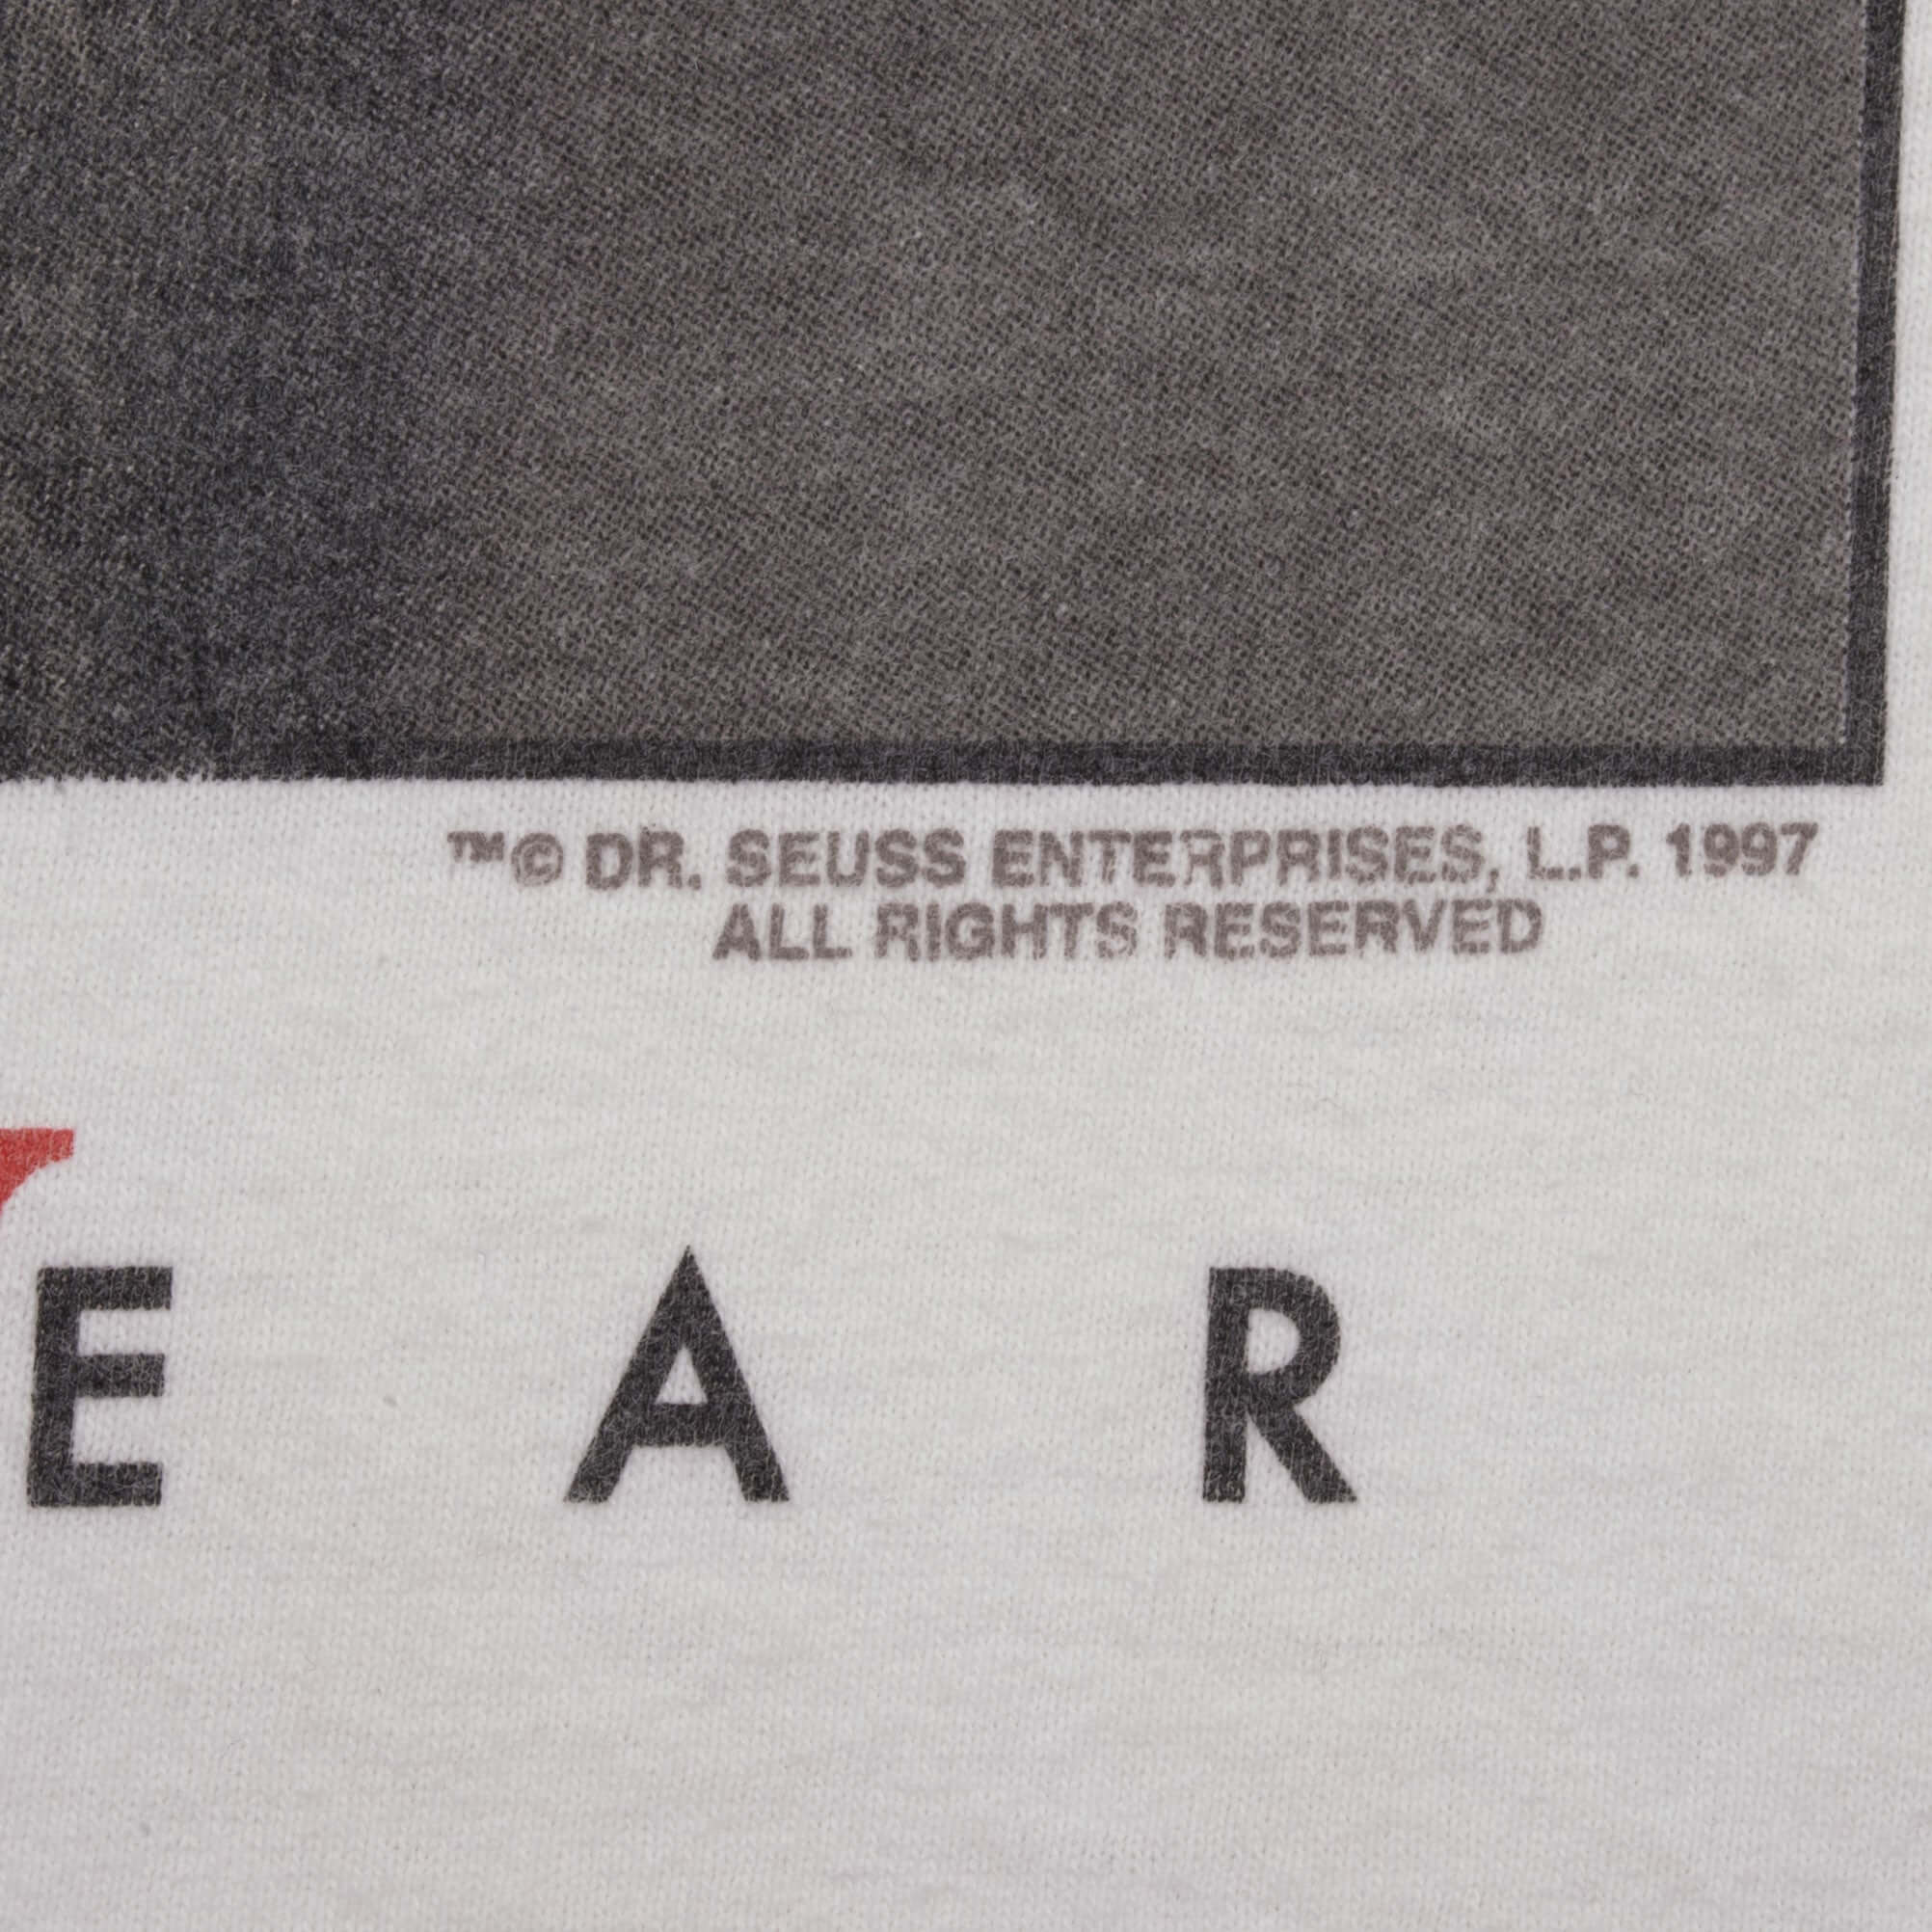 ™© DR. SEUSS ENTERPRISES, L.P. 1997
ALL RIGHTS RESERVED
E A R